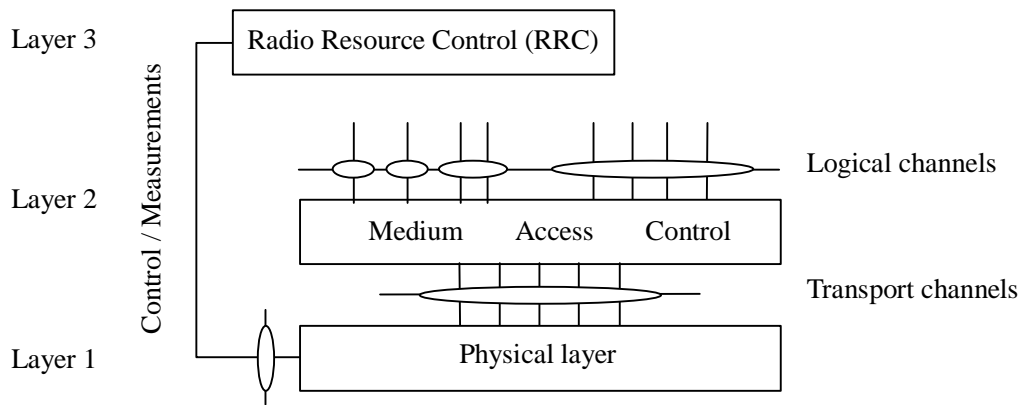 Layer 3
Radio Resource Control (RRC)
Control / Measurements
Logical channels
Layer 2
Medium Access Control
Transport channels
Layer 1
Physical layer